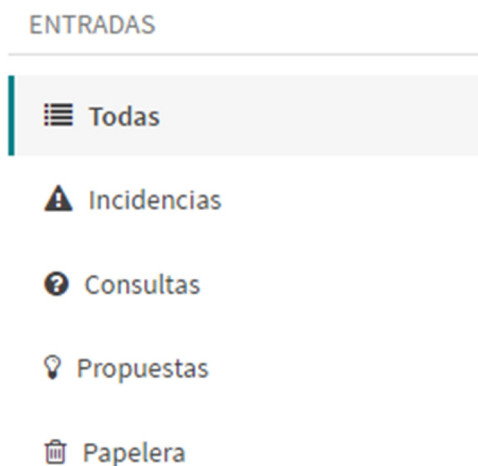 ENTRADAS
Todas
Incidencias
Consultas
Propuestas
Papelera